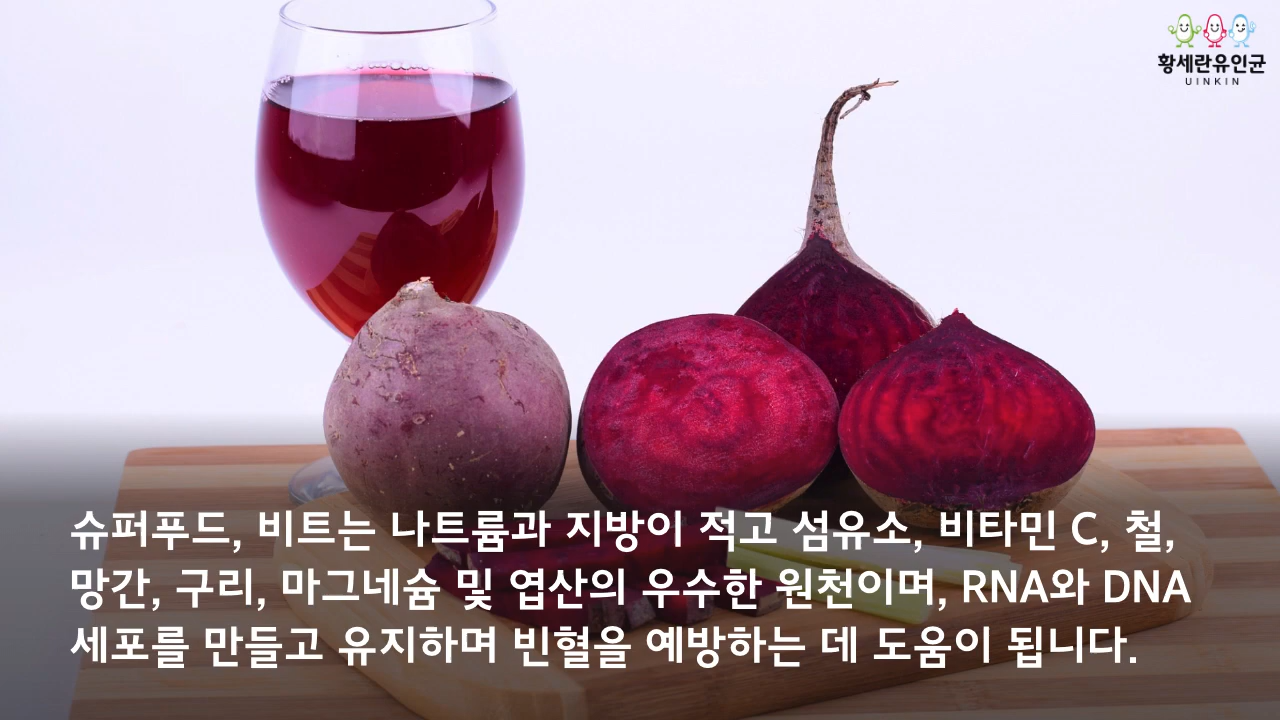 황세란유인균
UINKIN
슈퍼푸드, 비트는 나트륨과 지방이 적고 섬유소, 비타민 C, 철,
망간, 구리, 마그네슘 및 엽산의 우수한 원천이며, RNA와 DNA
세포를 만들고 유지하며 빈혈을 예방하는 데 도움이 됩니다.